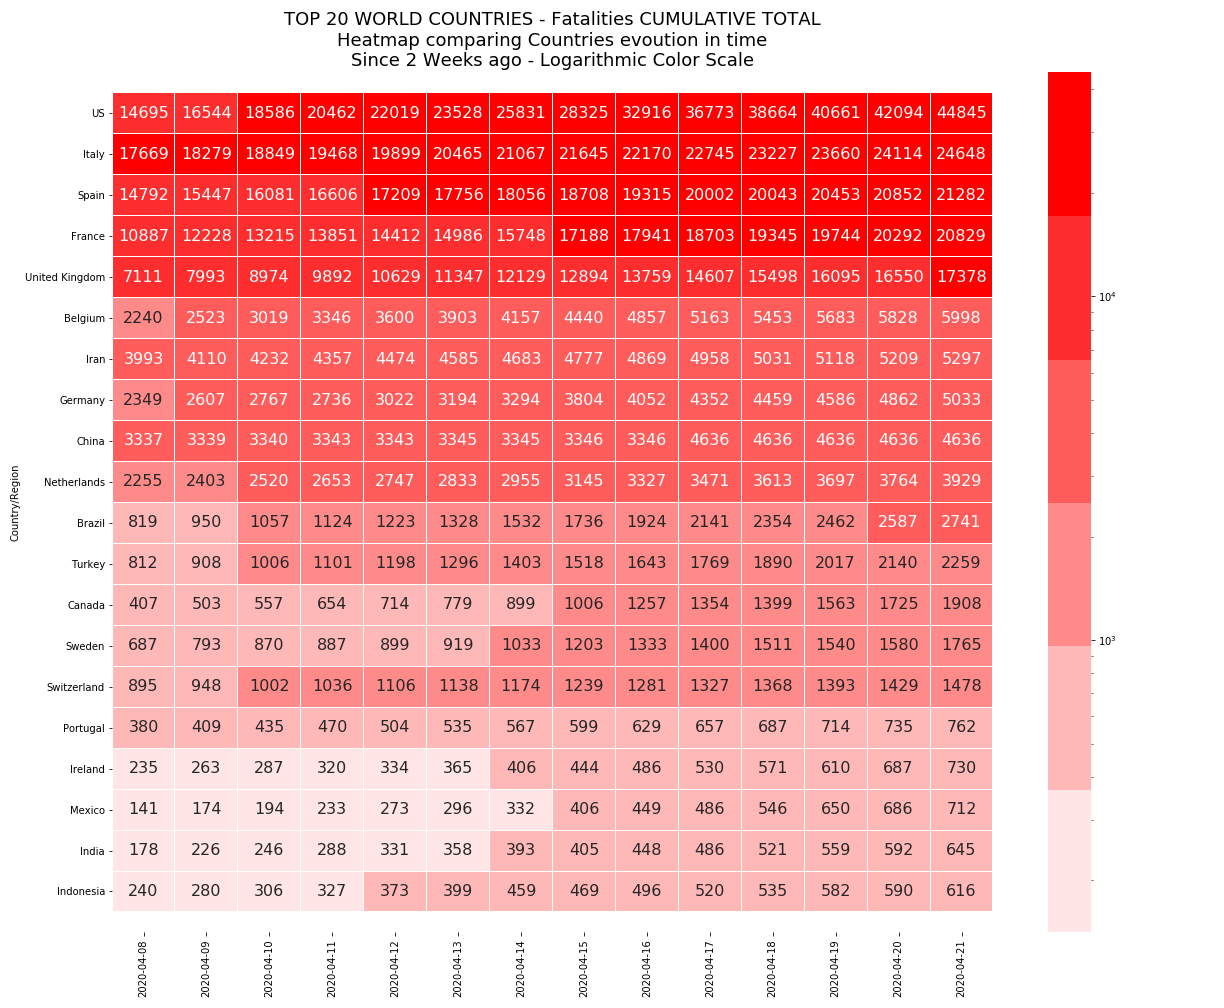 TOP 20 WORLD COUNTRIES - Fatalities CUMULATIVE TOTAL
Heatmap comparing Countries evoution in time
Since 2 Weeks ago - Logarithmic Color Scale
US 14695 16544 18586 20462 22019 23528 25831 28325 32916 36773 38664 40661 42094 44845
Italy 17669 18279 18849 19468 19899 20465 21067 21645 22170 22745 23227 23660 24114 24648
Spain 14792 15447 16081 16606 17209 17756 18056 18708 19315 20002 20043 20453 20852 21282
France 10887 12228 13215 13851 14412 14986 15748 17188 17941 18703 19345 19744 20292 20829
United Kingdom 7111 7993 8974 9892 10629 11347 12129 12894 13759 14607 15498 16095 16550 17378
Belgium 2240 2523 3019 3346 3600 3903 4157 4440 4857 5163 5453 5683 5828 5998
Iran 3993 4110 4232 4357 4474 4585 4683 4777 4869 4958 5031 5118 5209 5297
Germany 2349 2607 2767 2736 3022 3194 3294 3804 4052 4352 4459 4586 4862 5033
China 3337 3339 3340 3343 3343 3345 3345 3346 3346 4636 4636 4636 4636 4636
Netherlands 2255 2403 2520 2653 2747 2833 2955 3145 3327 3471 3613 3697 3764 3929
Brazil 819 950 1057 1124 1223 1328 1532 1736 1924 2141 2354 2462 2587 2741
Turkey 812 908 1006 1101 1198 1296 1403 1518 1643 1769 1890 2017 2140 2259
Canada 407 503 557 654 714 779 899 1006 1257 1354 1399 1563 1725 1908
Sweden 687 793 870 887 899 919 1033 1203 1333 1400 1511 1540 1580 1765
Switzerland 895 948 1002 1036 1106 1138 1174 1239 1281 1327 1368 1393 1429 1478
Portugal 380 409 435 470 504 535 567 599 629 657 687 714 735 762
Ireland 235 263 287 320 334 365 406 444 486 530 571 610 687 730
Mexico 141 174 194 233 273 296 332 406 449 486 546 650 686 712
India 178 226 246 288 331 358 393 405 448 486 521 559 592 645
Indonesia 240 280 306 327 373 399 459 469 496 520 535 582 590 616
2020-04-08 2020-04-09 2020-04-10 2020-04-11 2020-04-12 2020-04-13 2020-04-14 2020-04-15 2020-04-16 2020-04-17 2020-04-18 2020-04-19 2020-04-20 2020-04-21
Country/Region
10⁴
10³